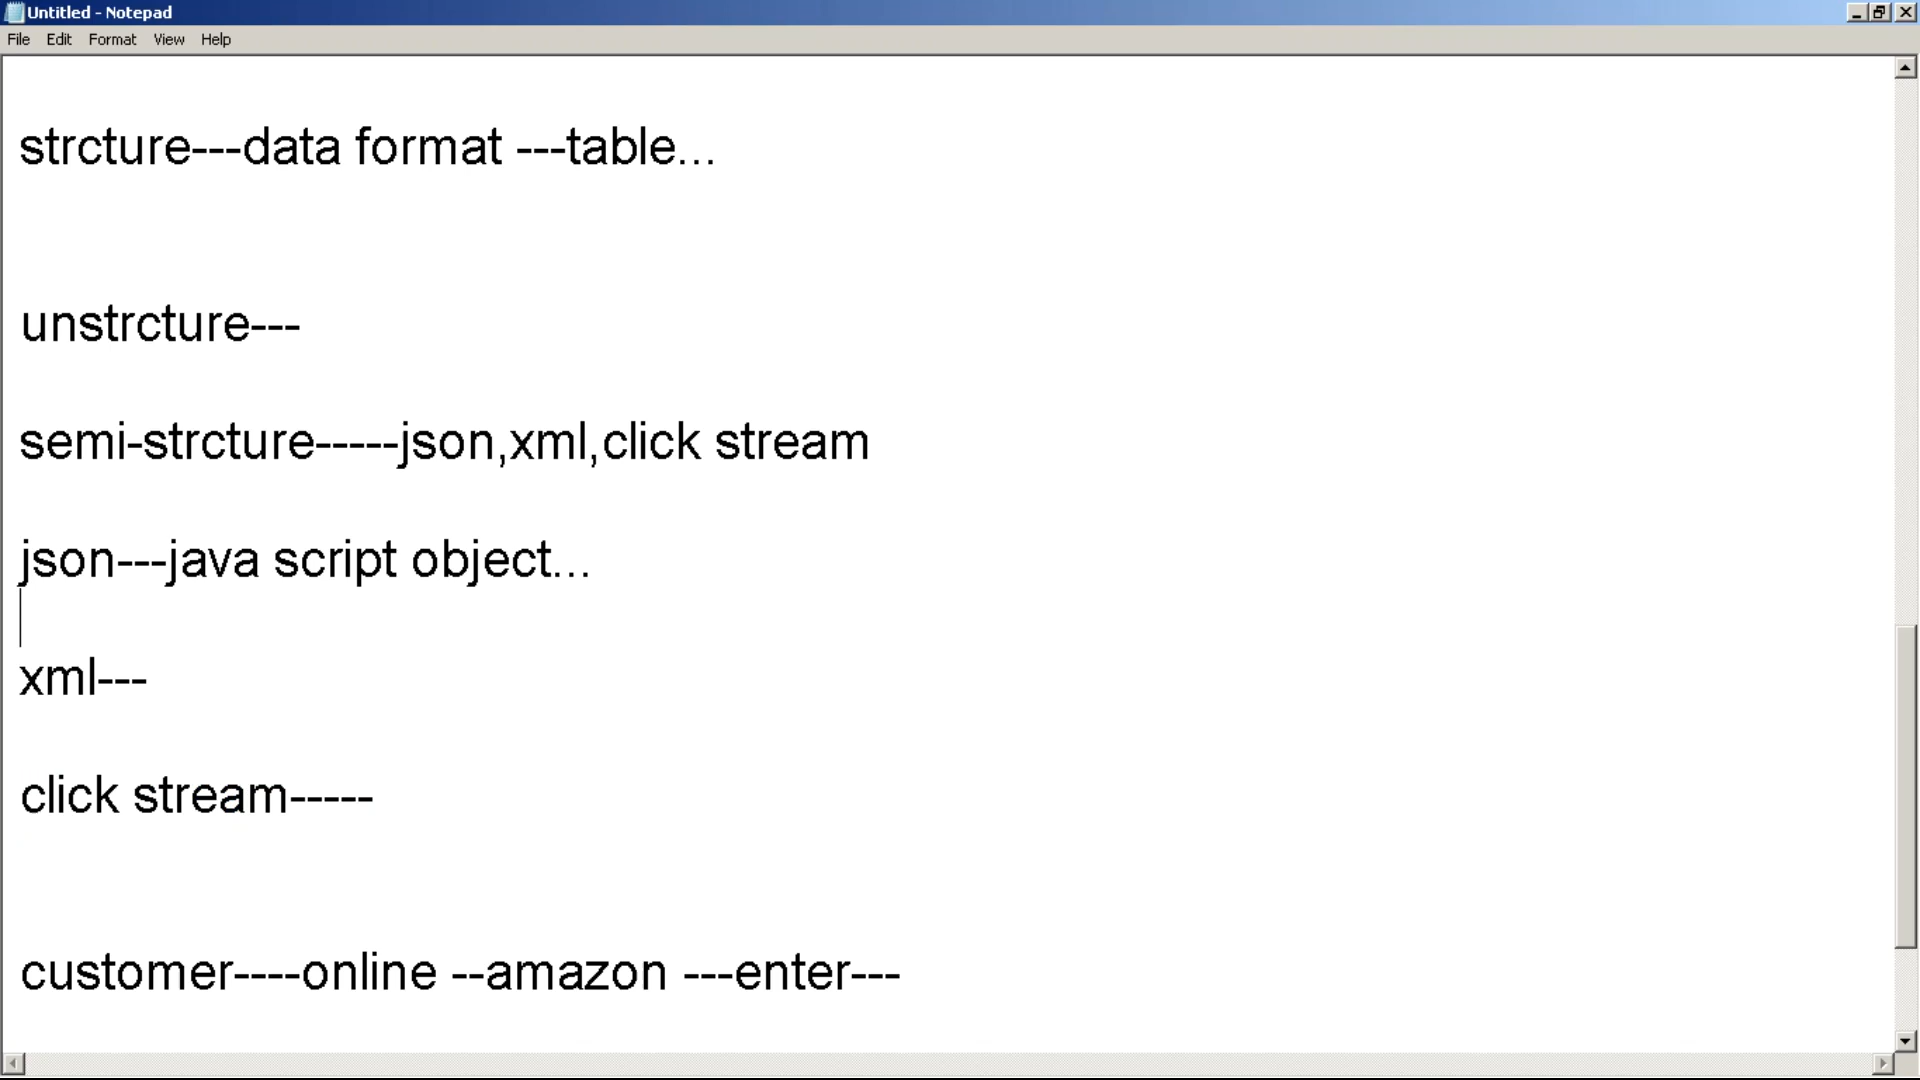 Untitled - Notepad
File Edit Format View Help
strcture---data format ---table...
unstrcture---
semi-strcture-----json,xml,click stream
json---java script object...
xml---
click stream-----
customer----online --amazon ---enter---